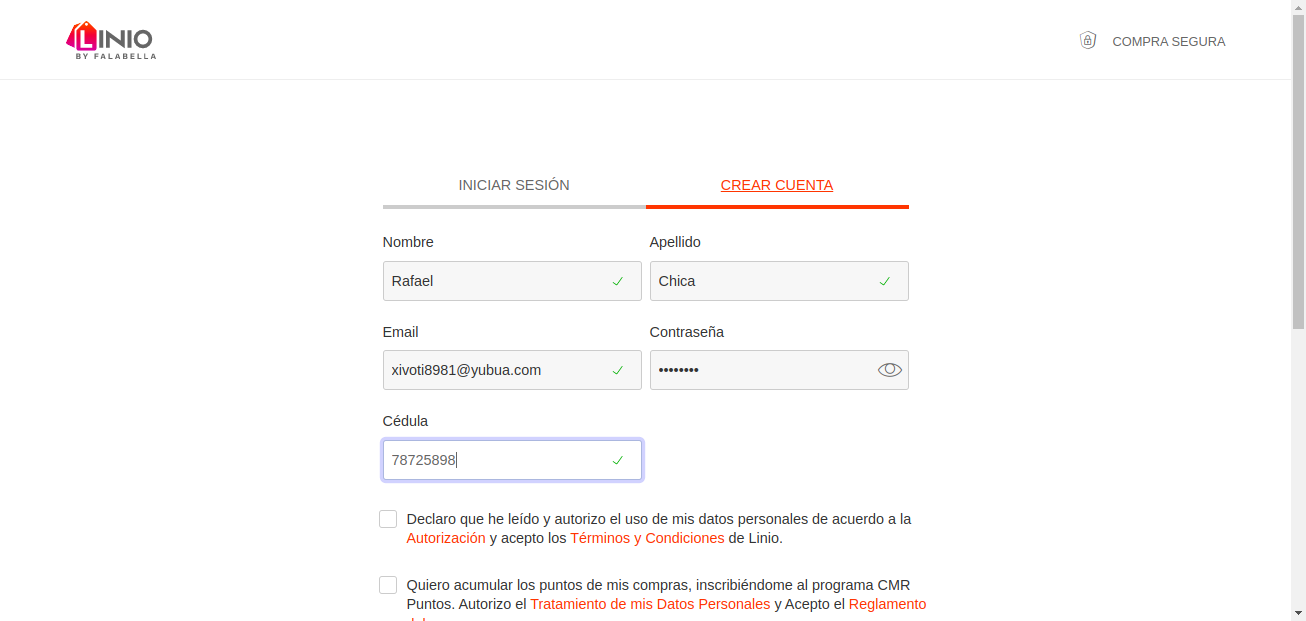 LINIO
BY FALABELLA
COMPRA SEGURA
INICIAR SESIÓN
CREAR CUENTA
Nombre
Apellido
Rafael
Chica
Email
Contraseña
xivoti8981@yubua.com
••••••••
Cédula
78725898
Declaro que he leído y autorizo el uso de mis datos personales de acuerdo a la
Autorización y acepto los Términos y Condiciones de Linio.
Quiero acumular los puntos de mis compras, inscribiéndome al programa CMR
Puntos. Autorizo el Tratamiento de mis Datos Personales y Acepto el Reglamento